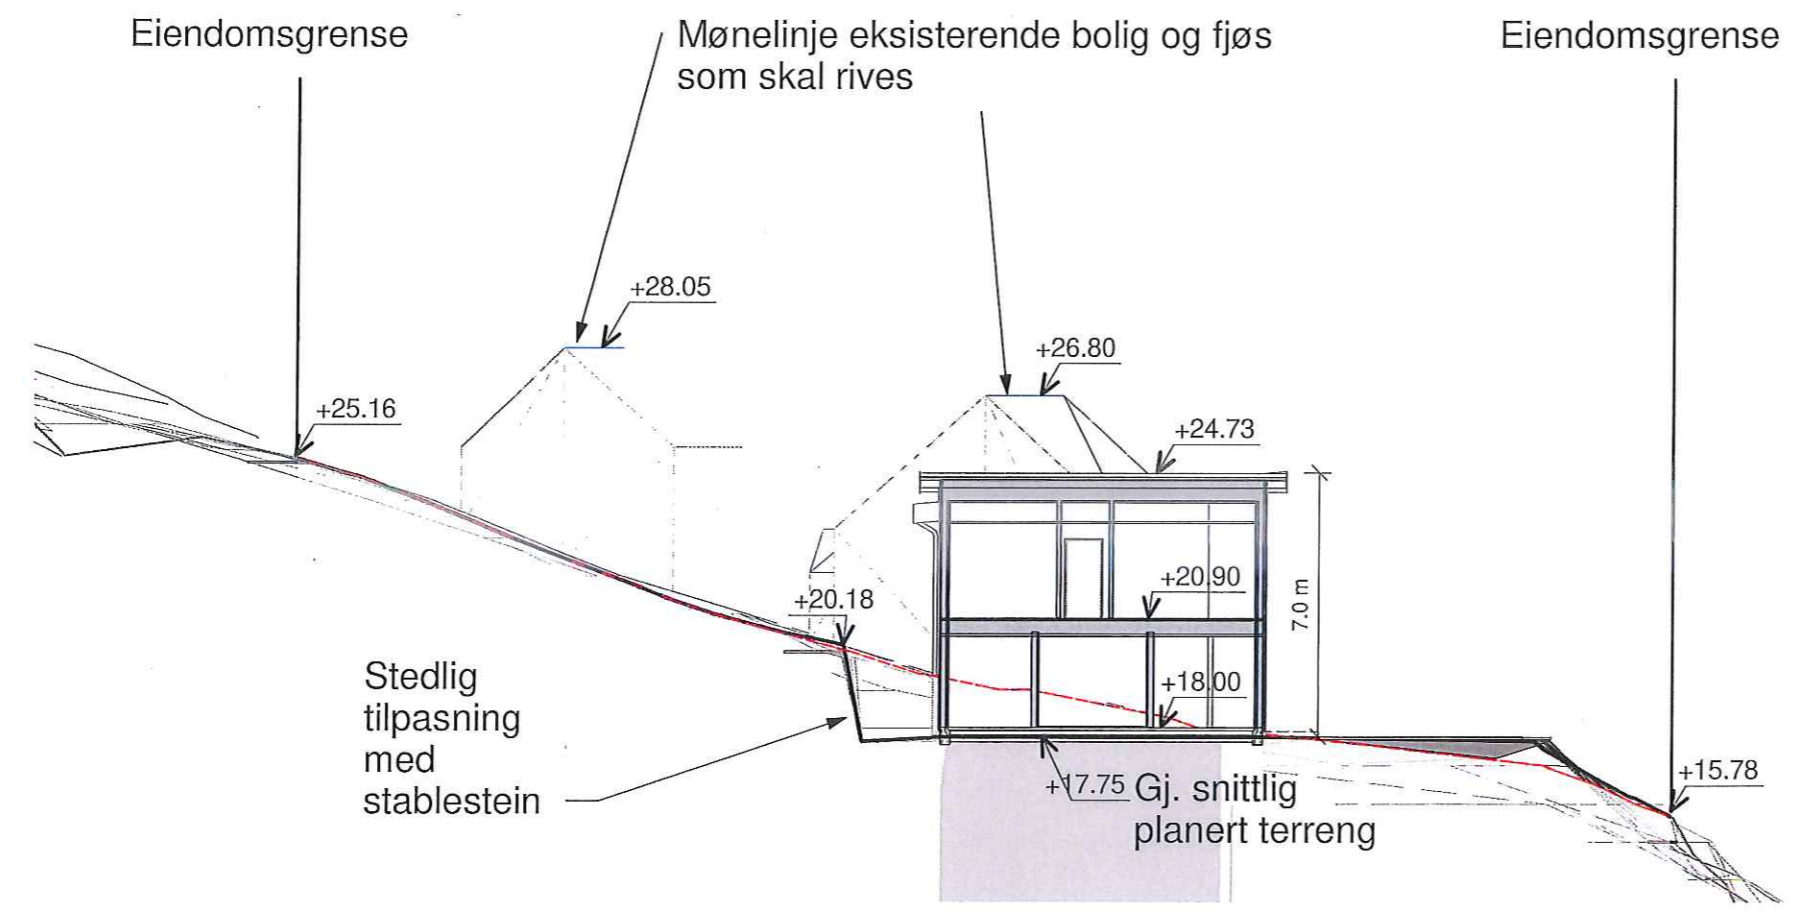 Eiendomsgrense
Mønelinje eksisterende bolig og fjøs
som skal rives
Eiendomsgrense
+28.05
+26.80
+25.16
+24.73
+20.90
+20.18
7.0 m
+18.00
Stedlig
tilpasning
med
stablestein
+17.75 Gj. snittlig
planert terreng
+15.78